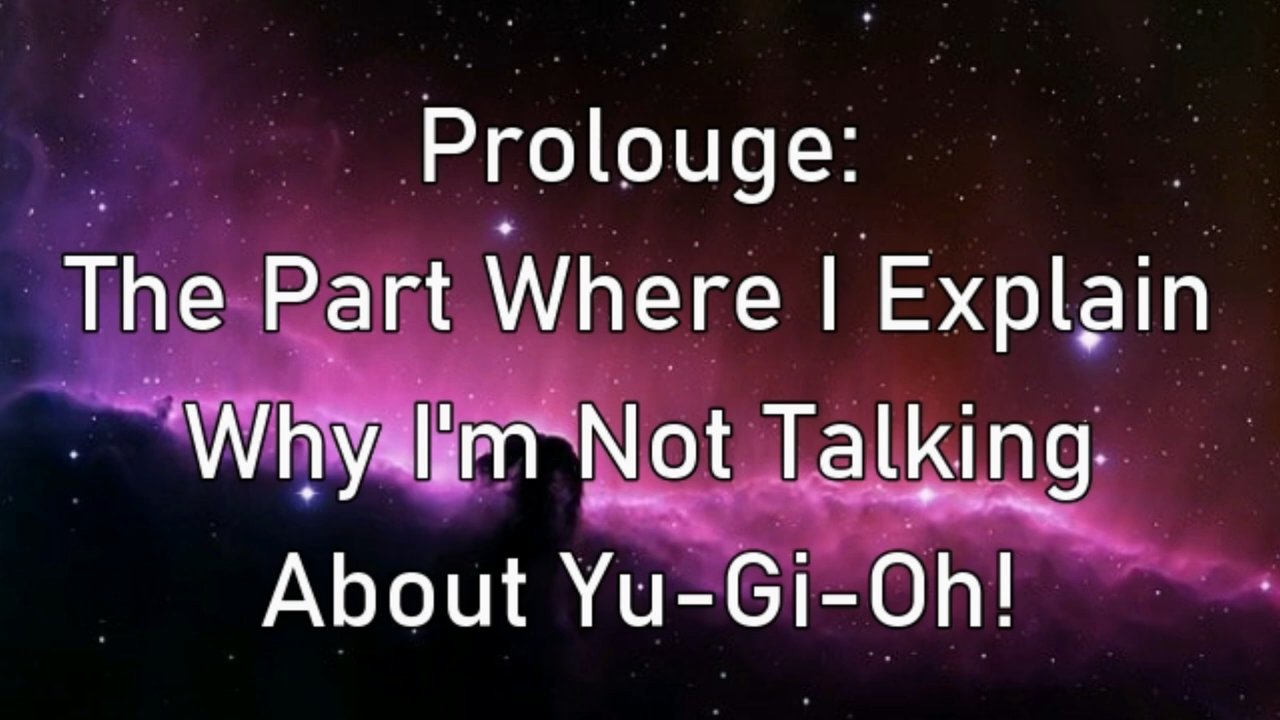 Prolouge:
The Part Where I Explain
Why I'm Not Talking
About Yu-Gi-Oh!